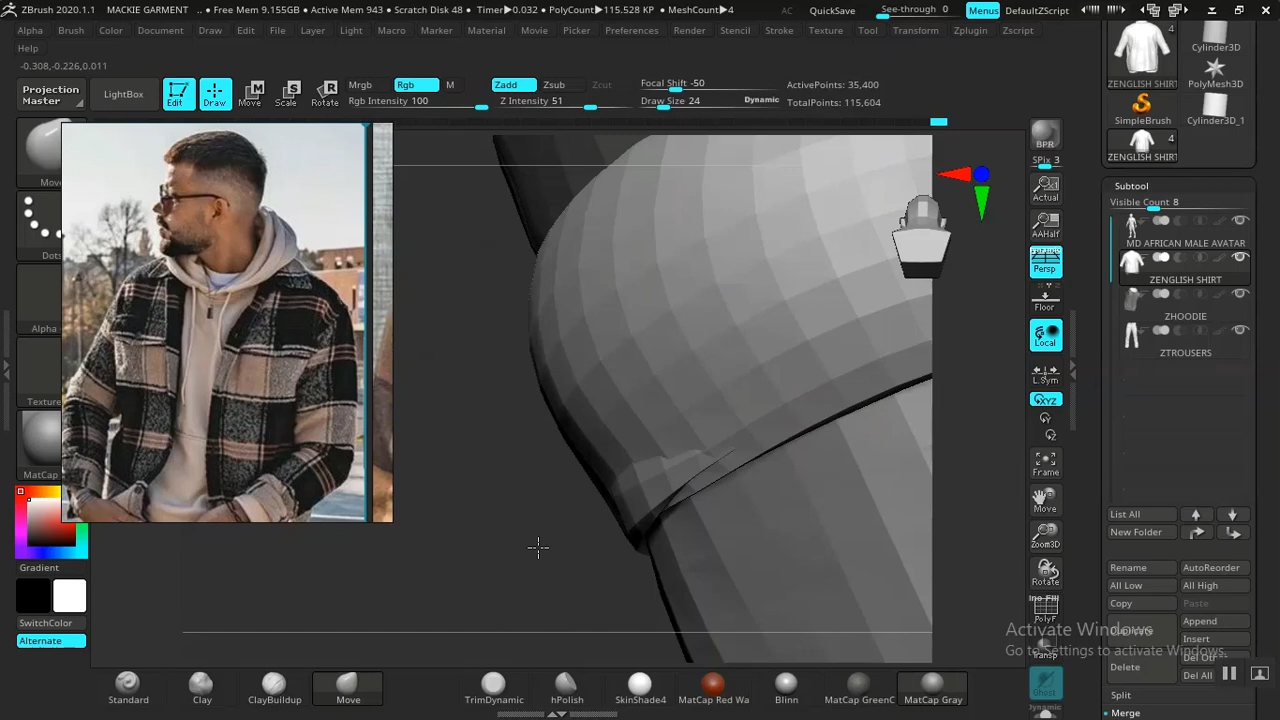 ZBrush 2020.1.1 MACKIE GARMENT .. • Free Mem 9.155GB • Active Mem 943 • Scratch Disk 48 • Timer▶0.032 • PolyCount▶115.528 KP • MeshCount▶4 AC QuickSave See-through 0 Menus DefaultZScript
Alpha Brush Color Document Draw Edit File Layer Light Macro Marker Material Movie Picker Preferences Render Stencil Stroke Texture Tool Transform Zplugin Zscript
Help
-0.308,-0.226,0.011
Projection Master
LightBox
Edit Draw Move Scale Rotate
Mrgb Rgb M
Rgb Intensity 100
Zadd Zsub Zcut
Z Intensity 51
Focal Shift -50
Draw Size 24 Dynamic
ActivePoints: 35,400
TotalPoints: 115,604
Move
Dots
Alpha
Texture
MatCap
Gradient
SwitchColor
Alternate
BPR
SPix 3
Actual
AAHalf
Persp
Floor
Local
L.Sym
XYZ
Frame
Move
Zoom3D
Rotate
PolyF
Transp
Ghost
Dynamic
4
Cylinder3D
ZENGLISH SHIRT PolyMesh3D
SimpleBrush Cylinder3D_1
4
ZENGLISH SHIRT
Subtool
Visible Count 8
MD AFRICAN MALE AVATAR
ZENGLISH SHIRT
ZHOODIE
ZTROUSERS
List All
New Folder
Rename AutoReorder
All Low All High
Copy Paste
Duplicate Append
Insert
Delete Del Oth
Del All
Split
Merge
Activate Windows
Go to Settings to activate Windows.
Standard Clay ClayBuildup Move TrimDynamic hPolish SkinShade4 MatCap Red Wa Blinn MatCap GreenC MatCap Gray